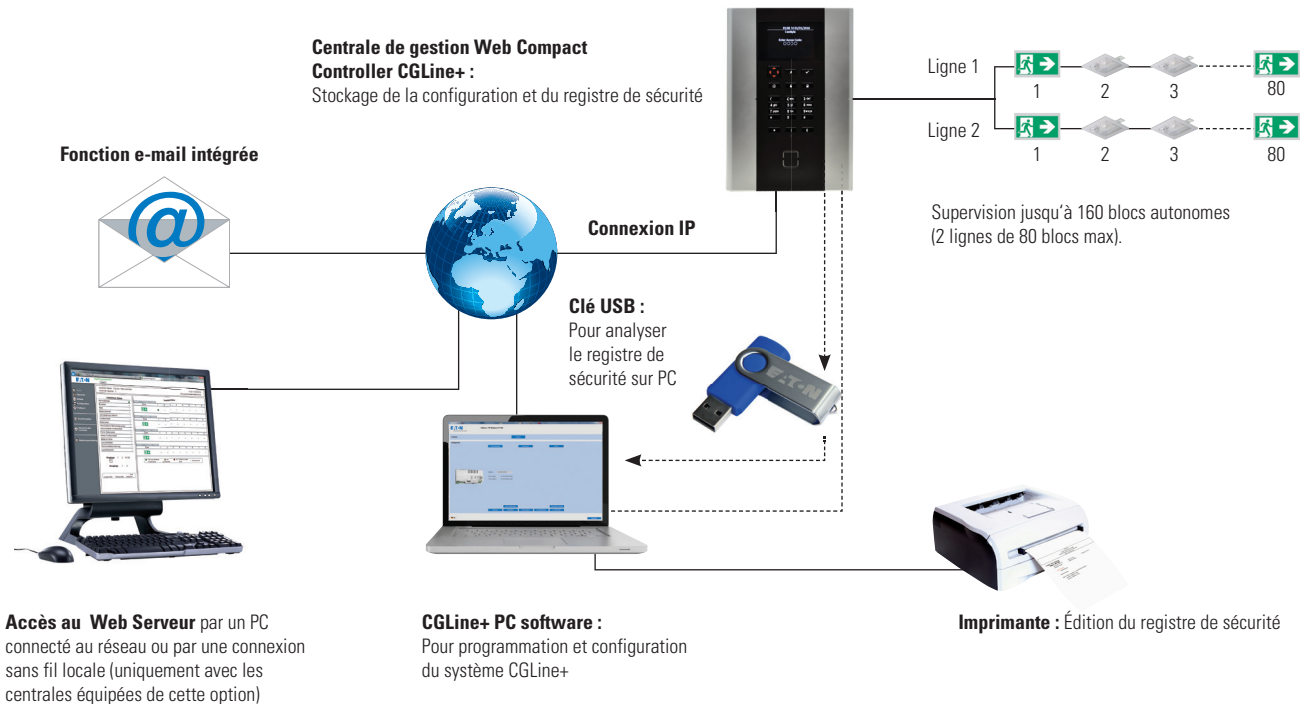 Centrale de gestion Web Compact
Controller CGLine+ :
Stockage de la configuration et du registre de sécurité
Ligne 1
1
2
3
80
Ligne 2
1
2
3
80
Supervision jusqu'à 160 blocs autonomes
(2 lignes de 80 blocs max).
Fonction e-mail intégrée
@
Connexion IP
Clé USB :
Pour analyser
le registre de
sécurité sur PC
E·T·N
E·T·N
E·T·N
Accès au Web Serveur par un PC
connecté au réseau ou par une connexion
sans fil locale (uniquement avec les
centrales équipées de cette option)
CGLine+ PC software :
Pour programmation et configuration
du système CGLine+
Imprimante : Édition du registre de sécurité